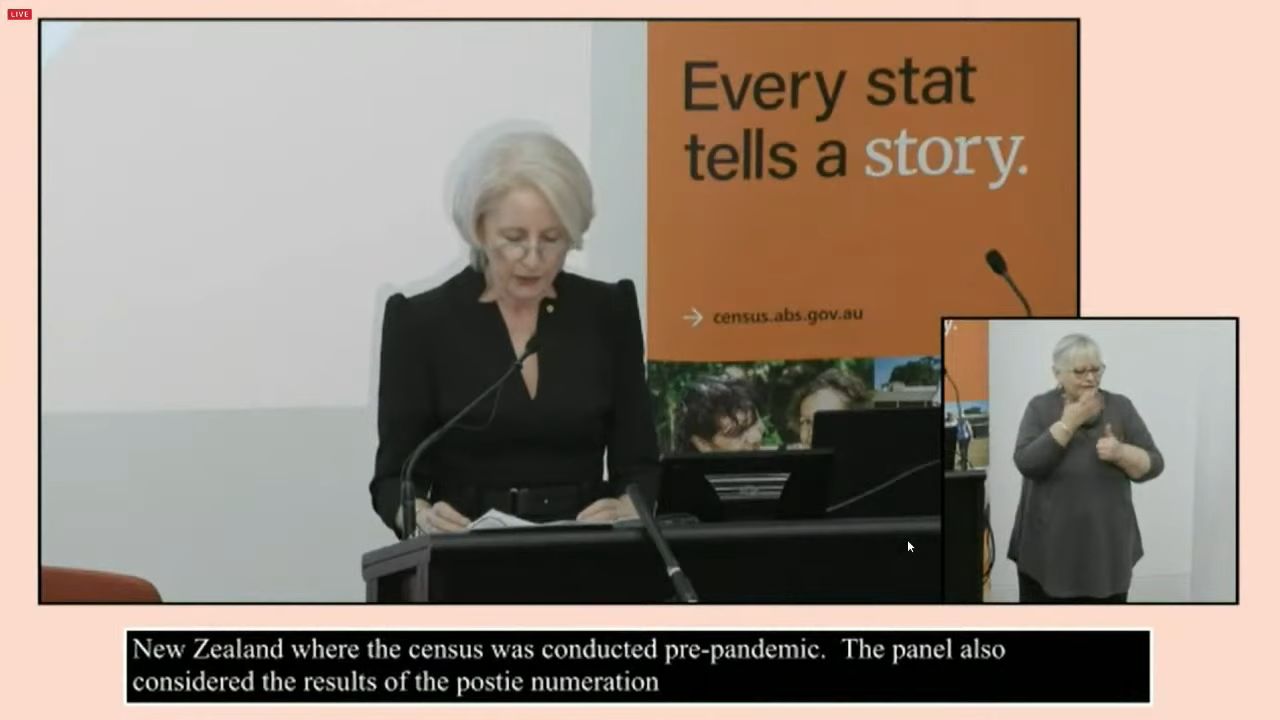 LIVE
Every stat
tells a story.
→ census.abs.gov.au
y.
New Zealand where the census was conducted pre-pandemic.  The panel also
considered the results of the postie numeration